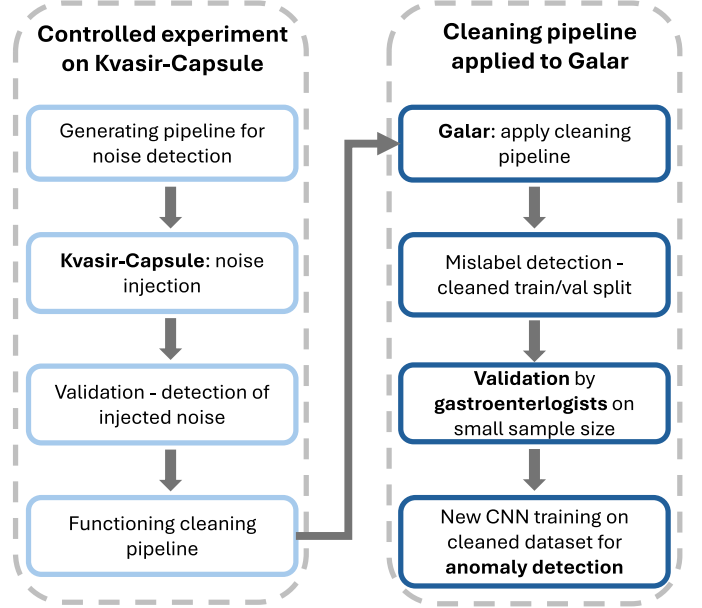 Controlled experiment
on Kvasir-Capsule
Generating pipeline for
noise detection
Kvasir-Capsule: noise
injection
Validation - detection of
injected noise
Functioning cleaning
pipeline
Cleaning pipeline
applied to Galar
Galar: apply cleaning
pipeline
Mislabel detection -
cleaned train/val split
Validation by
gastroenterlogists on
small sample size
New CNN training on
cleaned dataset for
anomaly detection